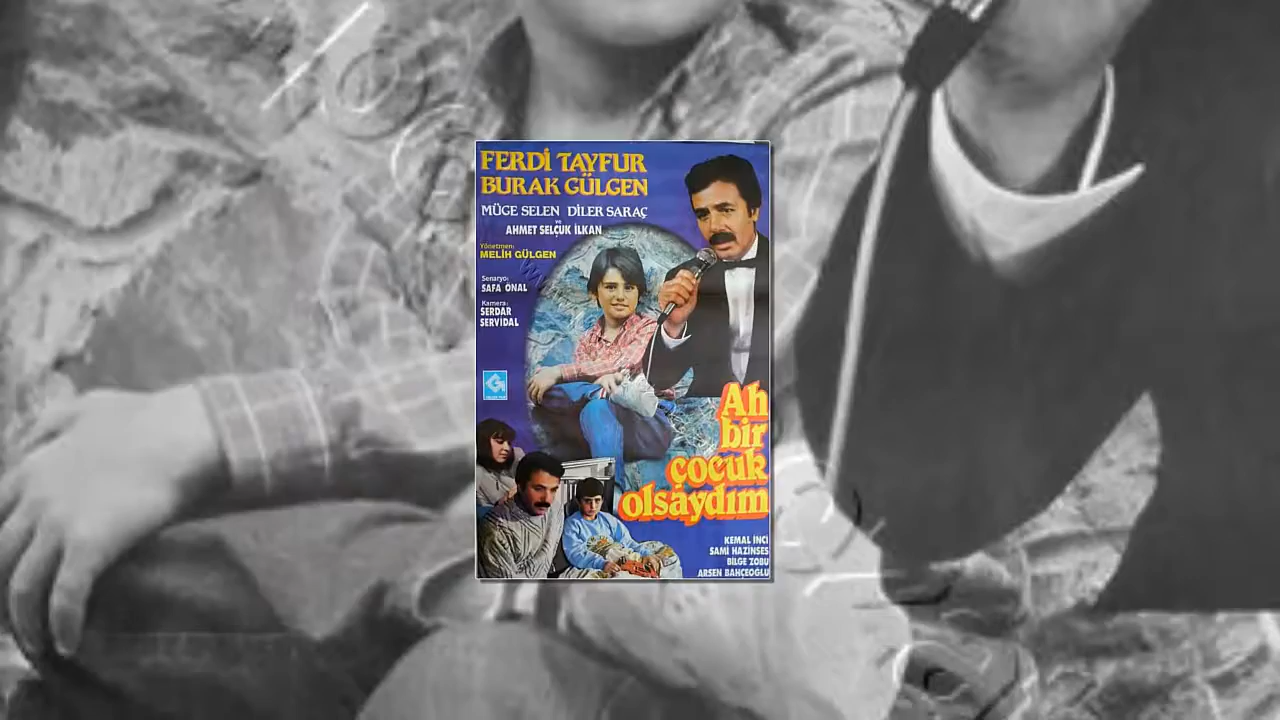 FERDİ TAYFUR
BURAK GÜLGEN
MÜGE SELEN DİLER SARAÇ
ve
AHMET SELÇUK İLKAN
Yönetmen:
MELİH GÜLGEN
Senaryo:
SAFA ÖNAL
Kamera:
SERDAR
SERVİDAL
Ah
bir
çocuk
olsaydım
KEMAL İNCİ
SAMİ HAZİNSES
BİLGE ZOBU
ARSEN BAHÇEOĞLU